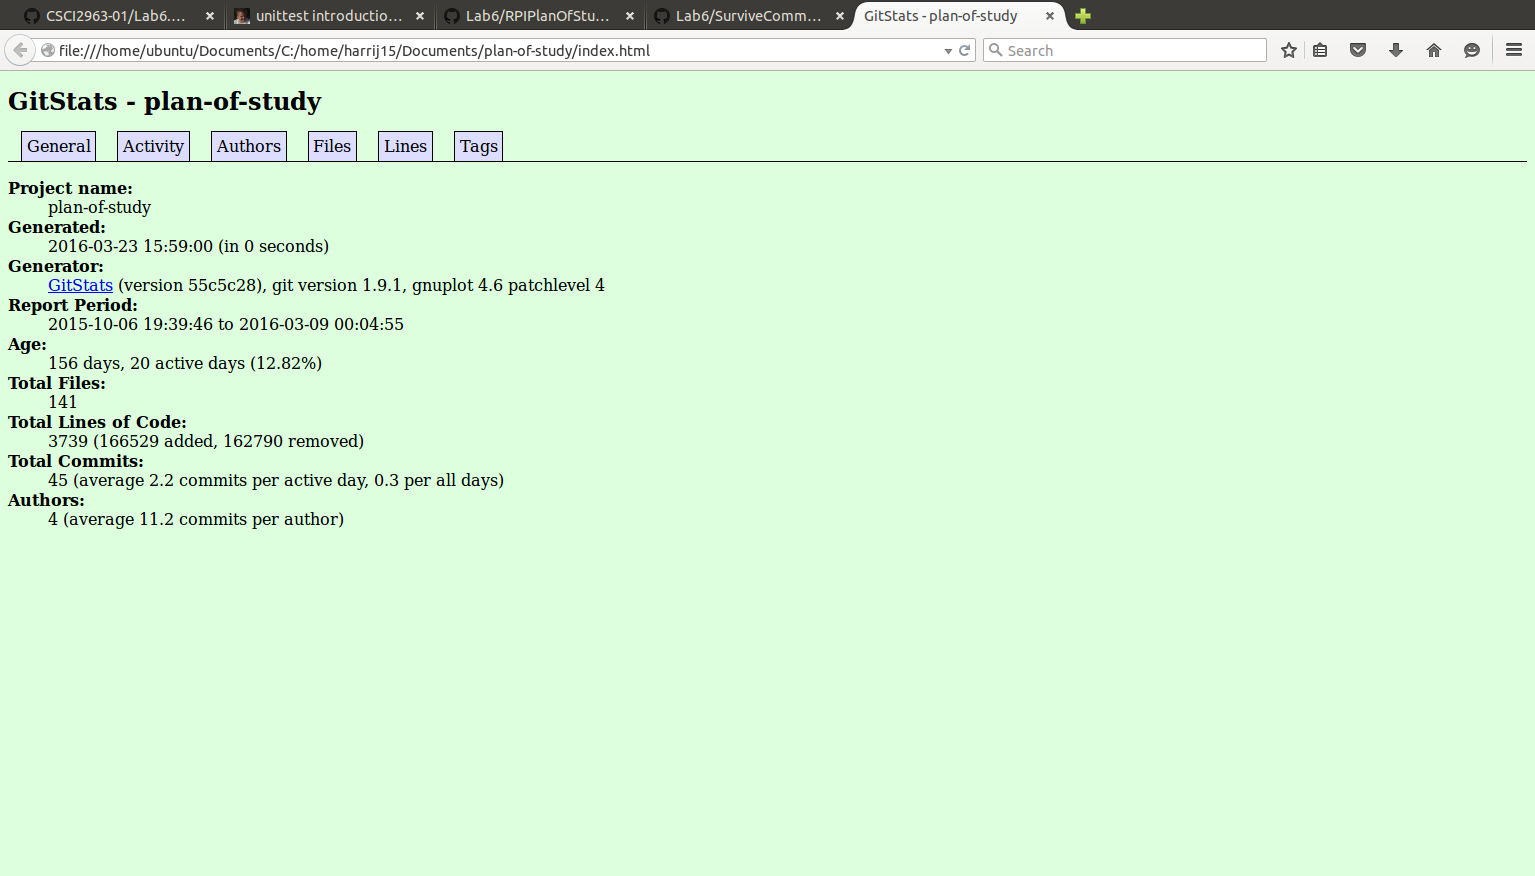 CSCI2963-01/Lab6.... unittest introductio... Lab6/RPIPlanOfStu... Lab6/SurviveComm... GitStats - plan-of-study
file:///home/ubuntu/Documents/C:/home/harrij15/Documents/plan-of-study/index.html Search
GitStats - plan-of-study
General Activity Authors Files Lines Tags
Project name:
plan-of-study
Generated:
2016-03-23 15:59:00 (in 0 seconds)
Generator:
GitStats (version 55c5c28), git version 1.9.1, gnuplot 4.6 patchlevel 4
Report Period:
2015-10-06 19:39:46 to 2016-03-09 00:04:55
Age:
156 days, 20 active days (12.82%)
Total Files:
141
Total Lines of Code:
3739 (166529 added, 162790 removed)
Total Commits:
45 (average 2.2 commits per active day, 0.3 per all days)
Authors:
4 (average 11.2 commits per author)